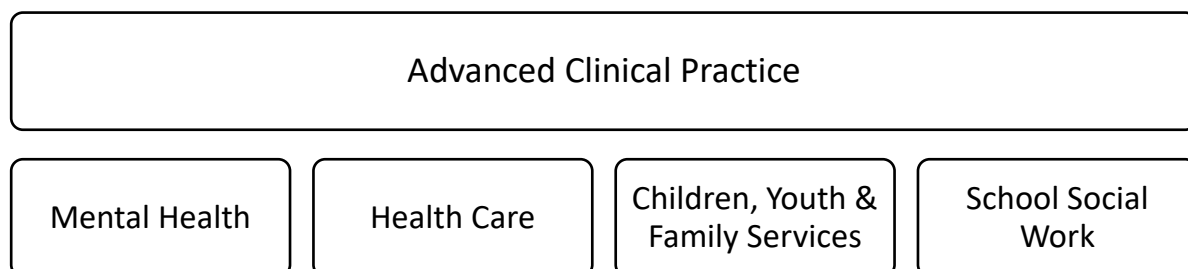 Advanced Clinical Practice
Mental Health
Health Care
Children, Youth &
Family Services
School Social
Work